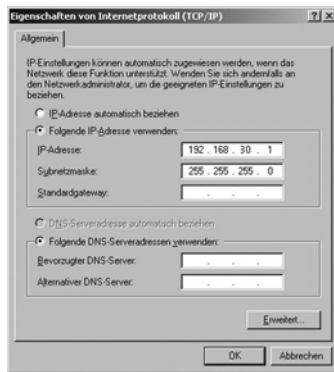 Eigenschaften von Internetprotokoll (TCP/IP)
Allgemein
IP-Einstellungen können automatisch zugewiesen werden, wenn das
Netzwerk diese Funktion unterstützt. Wenden Sie sich andernfalls an
den Netzwerkadministrator, um die geeigneten IP-Einstellungen zu
beziehen.
IP-Adresse automatisch beziehen
Folgende IP-Adresse verwenden:
IP-Adresse: 192 . 168 . 30 . 1
Subnetzmaske: 255 . 255 . 255 . 0
Standardgateway: . . .
DNS-Serveradresse automatisch beziehen
Folgende DNS-Serveradressen verwenden:
Bevorzugter DNS-Server: . . .
Alternativer DNS-Server: . . .
Erweitert...
OK Abbrechen